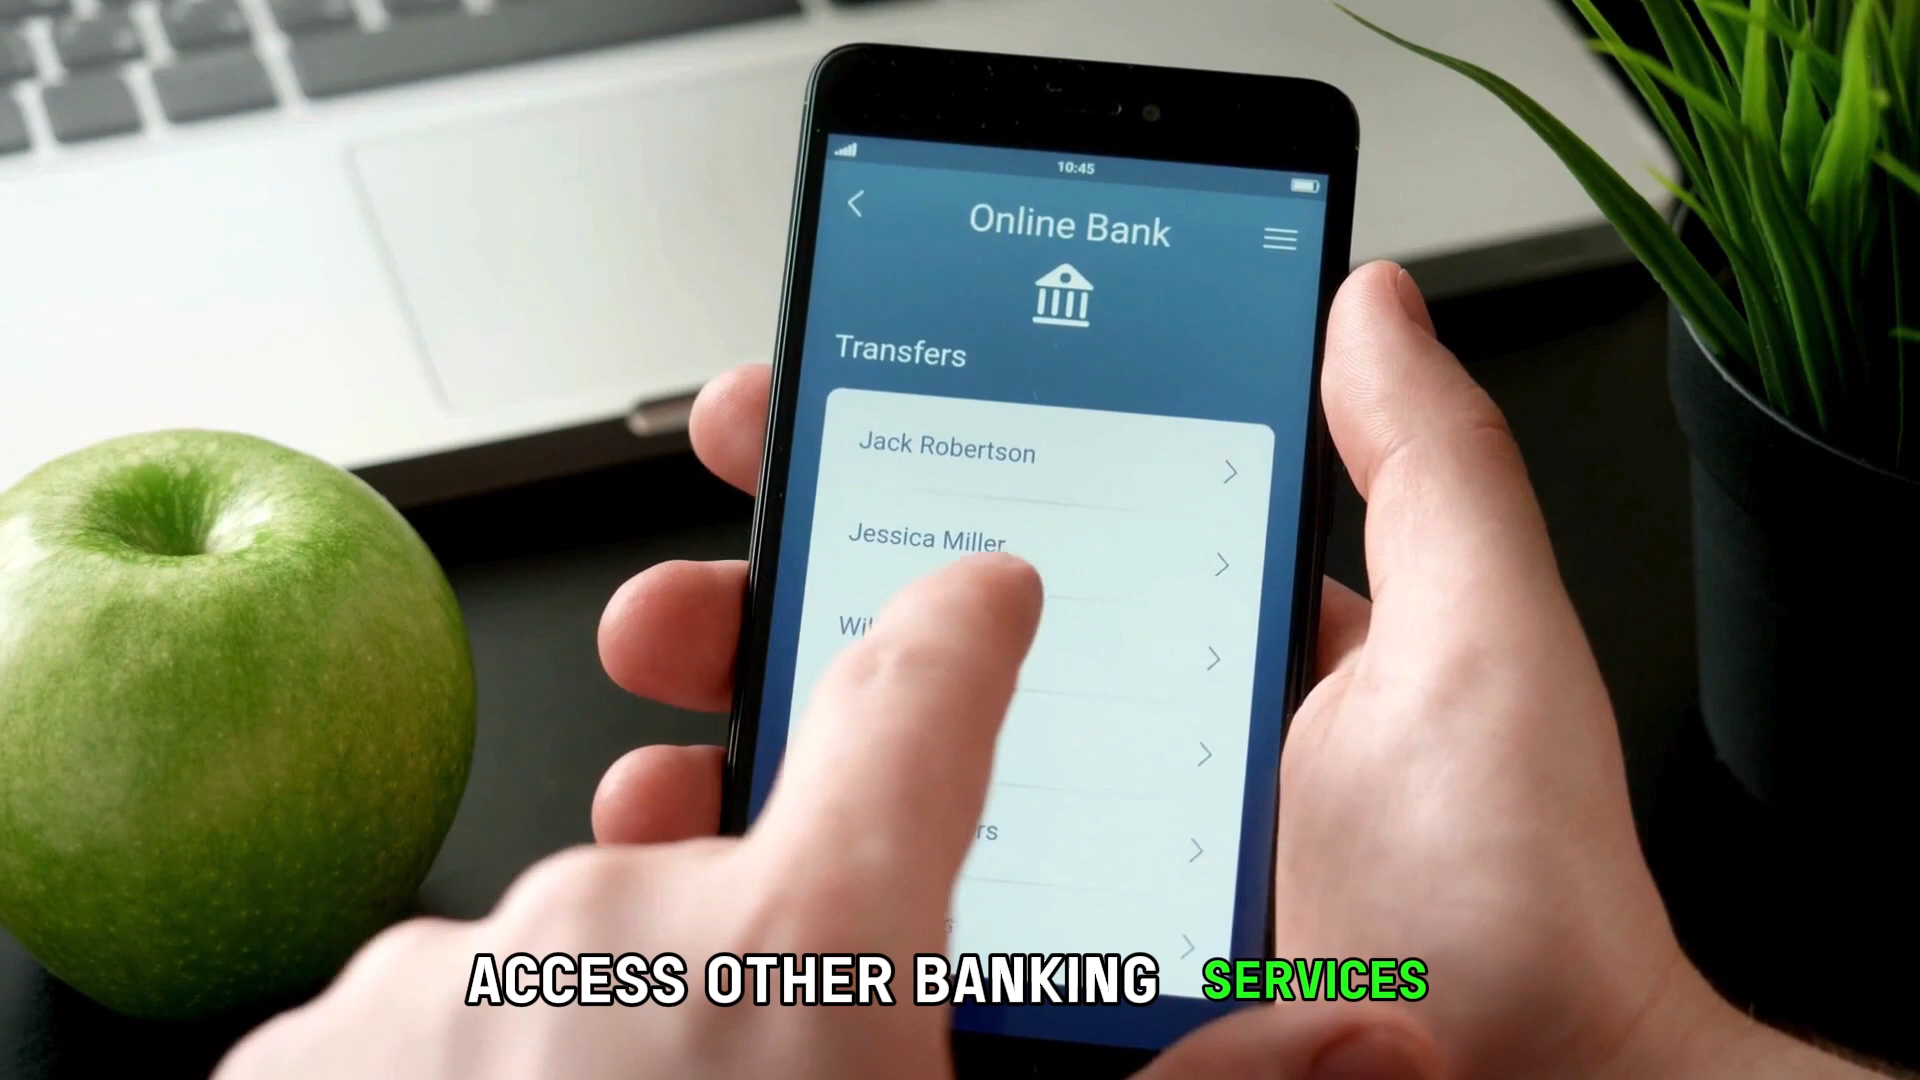 10:45
Online Bank
Transfers
Jack Robertson
Jessica Miller
ACCESS OTHER BANKING SERVICES